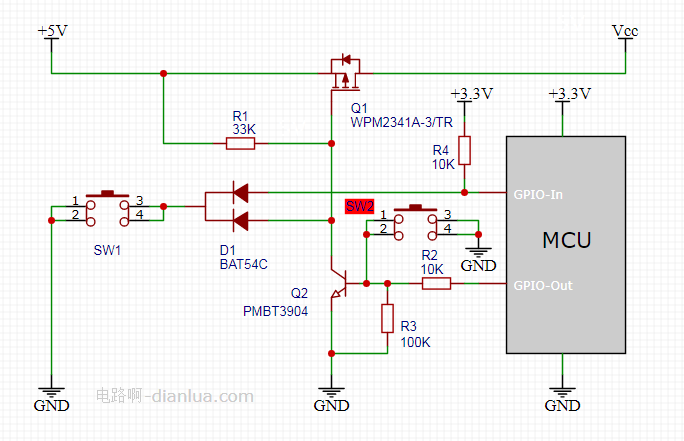 +5V
Vcc
Q1
WPM2341A-3/TR
+3.3V
+3.3V
R1
33K
R4
10K
GPIO-In
1
2
3
4
SW1
D1
BAT54C
SW2
1
2
3
4
GND
MCU
R2
10K
GPIO-Out
Q2
PMBT3904
R3
100K
GND
电路啊-dianlua.com
GND
GND